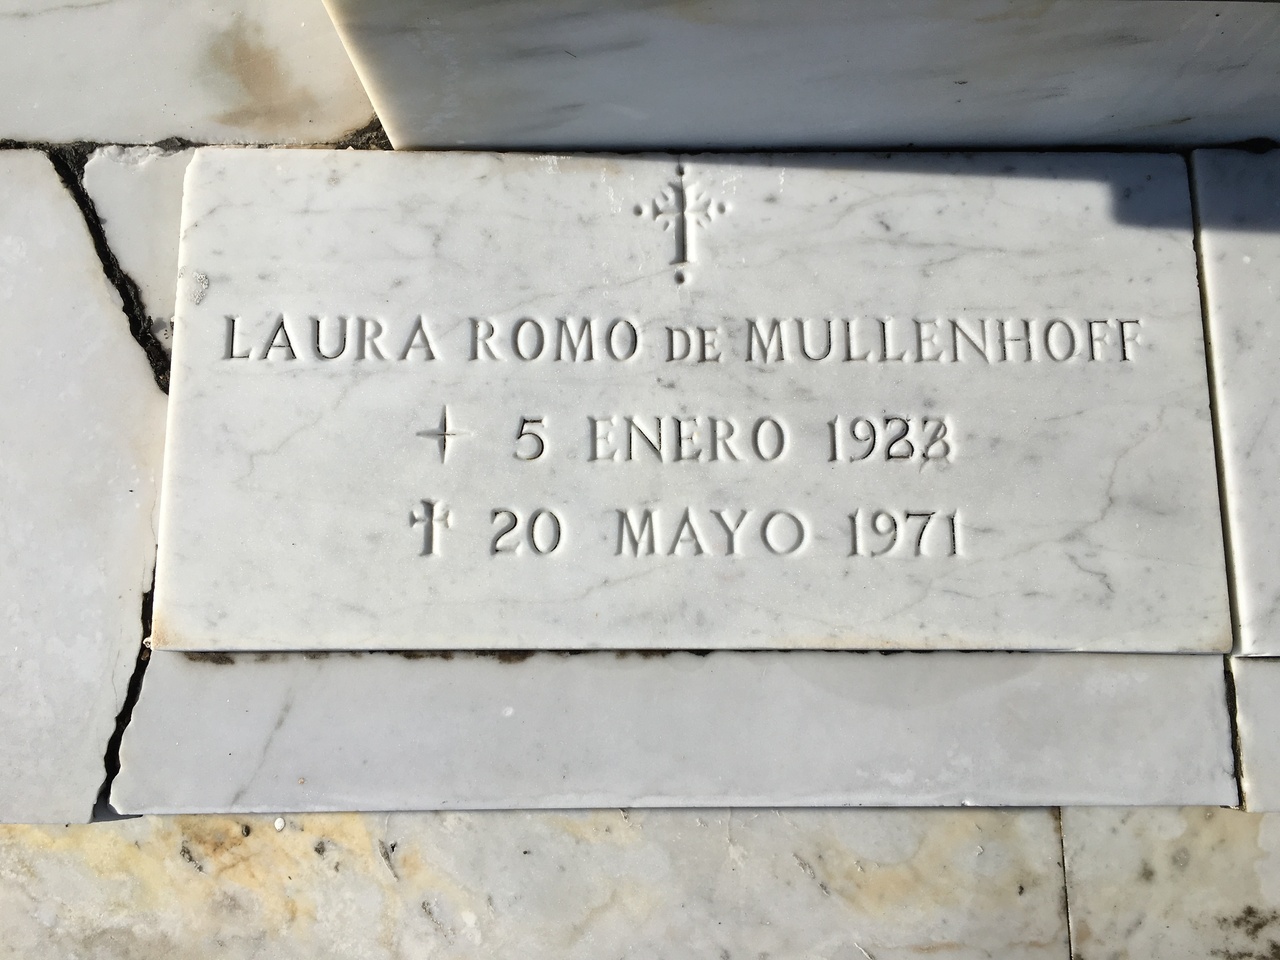 LAURA ROMO DE MULLENHOFF
5 ENERO
20 MAYO 1971